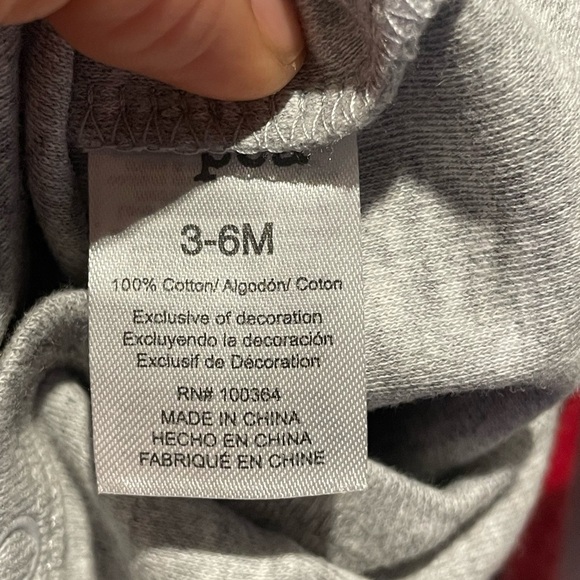 3-6M
100% Cotton/ Algodón/ Coton
Exclusive of decoration
Excluyendo la decoración
Exclusif de Décoration
RN# 100364
MADE IN CHINA
HECHO EN CHINA
FABRIQUÉ EN CHINE